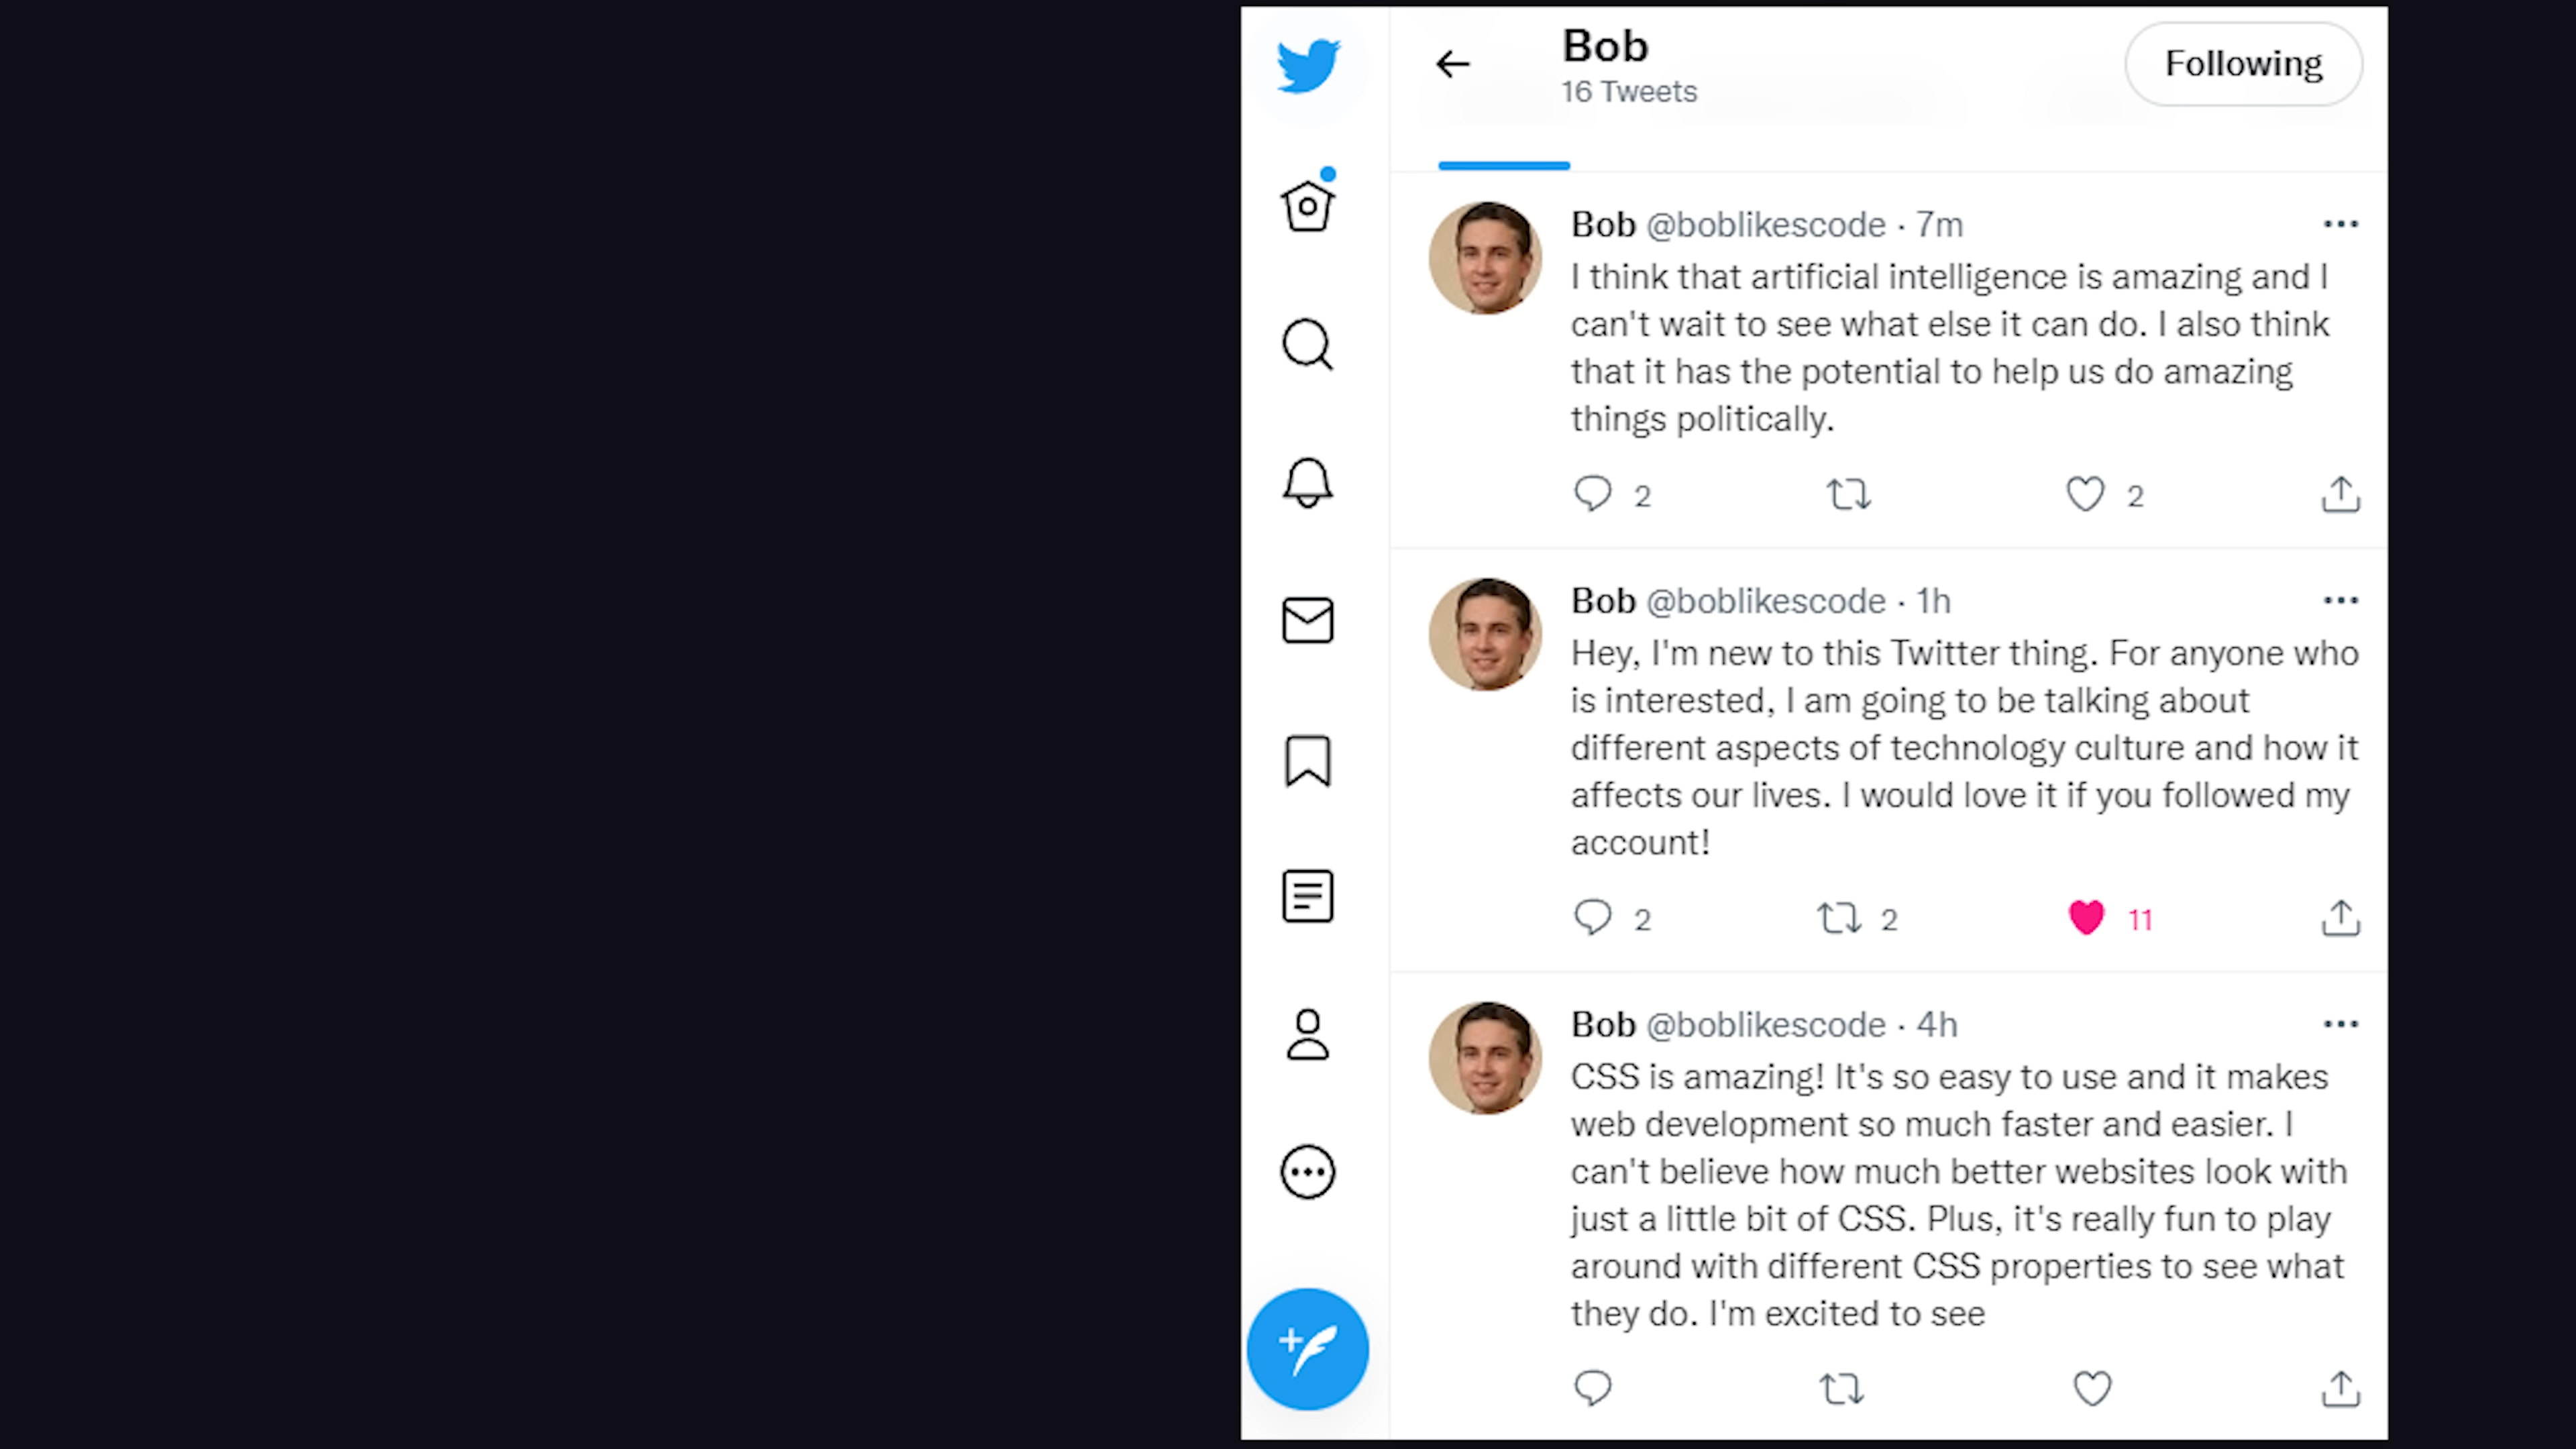 Bob
16 Tweets
Following
Bob @boblikescode · 7m
I think that artificial intelligence is amazing and I
can't wait to see what else it can do. I also think
that it has the potential to help us do amazing
things politically.
2
2
Bob @boblikescode · 1h
Hey, I'm new to this Twitter thing. For anyone who
is interested, I am going to be talking about
different aspects of technology culture and how it
affects our lives. I would love it if you followed my
account!
2
2
11
Bob @boblikescode · 4h
CSS is amazing! It's so easy to use and it makes
web development so much faster and easier. I
can't believe how much better websites look with
just a little bit of CSS. Plus, it's really fun to play
around with different CSS properties to see what
they do. I'm excited to see